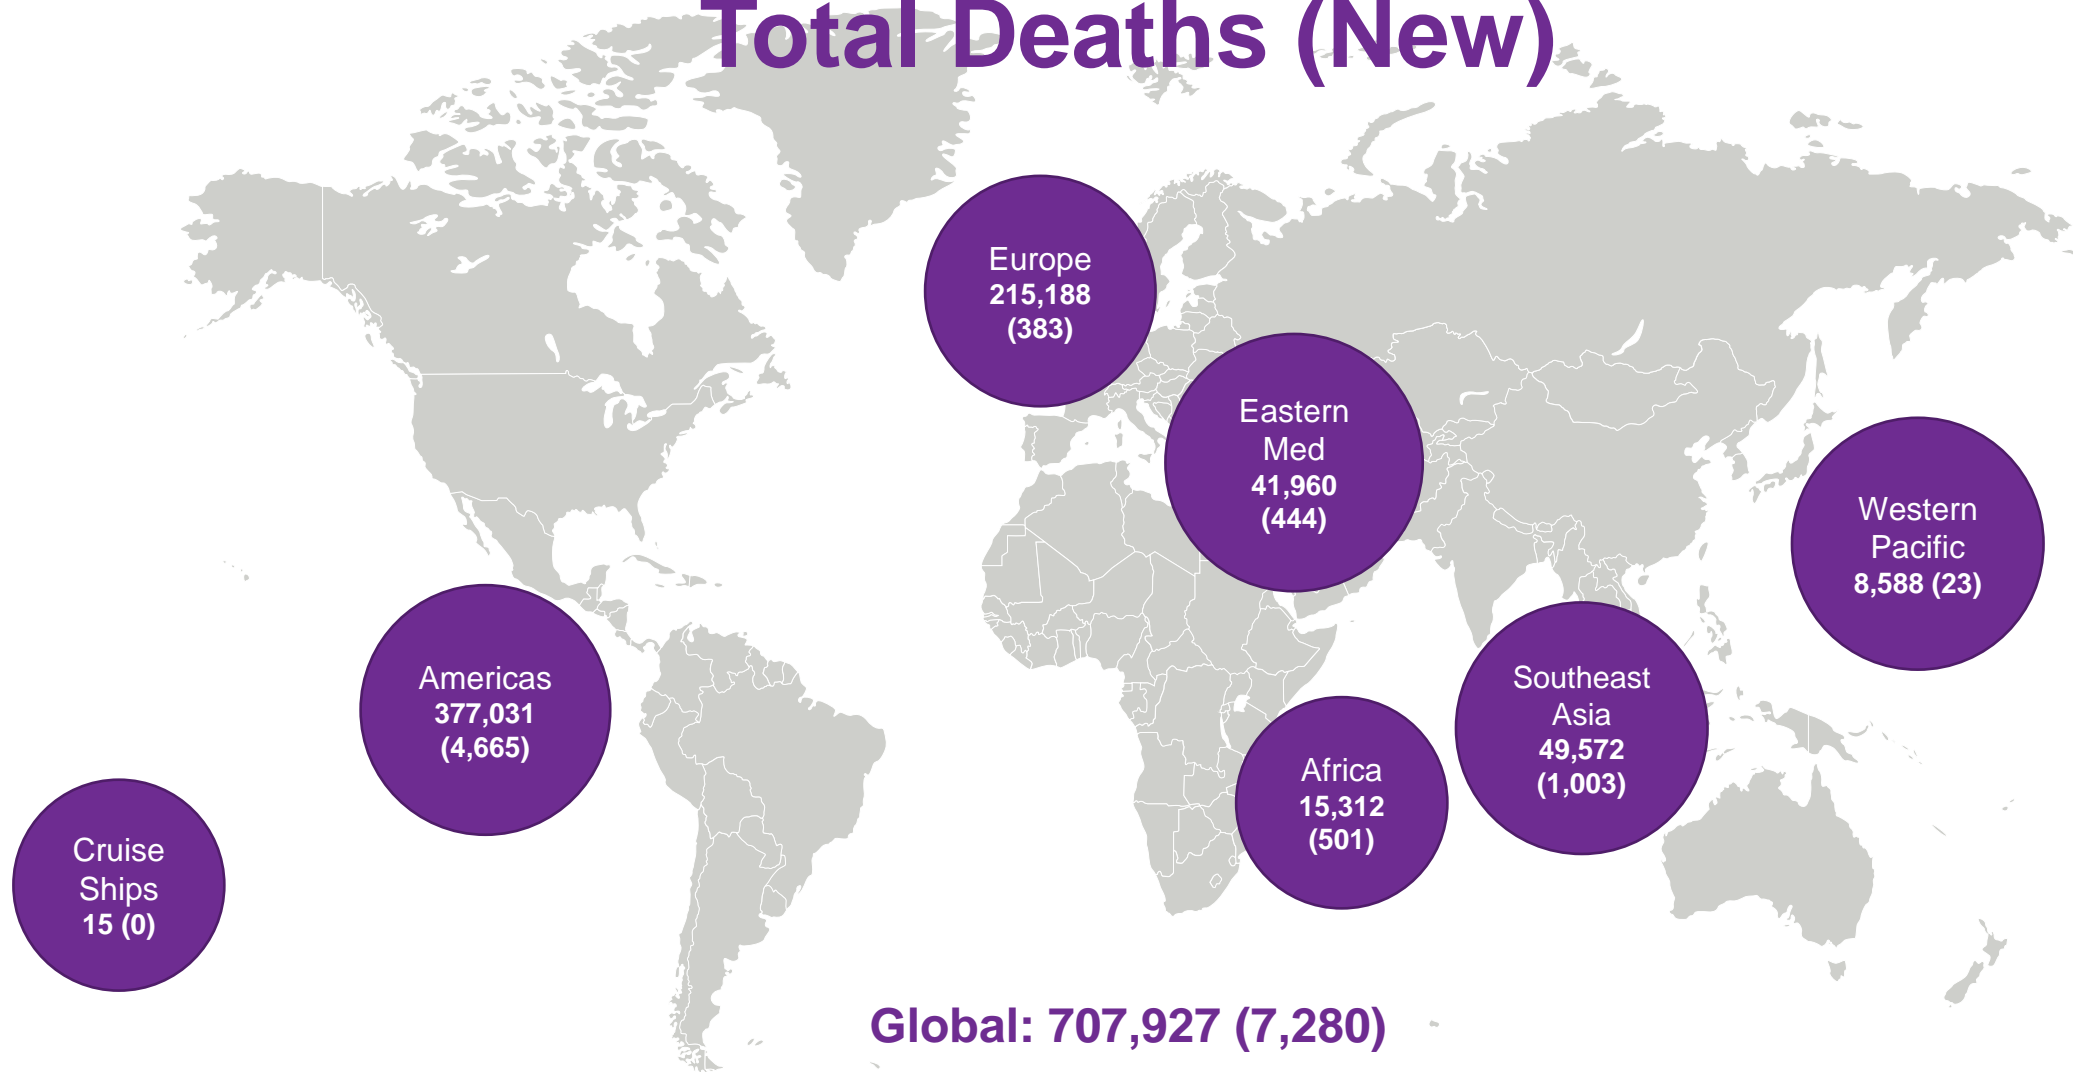 Total Deaths (New)
Europe
215,188
(383)
Eastern
Med
41,960
(444)
Western
Pacific
8,588 (23)
Americas
377,031
(4,665)
Southeast
Asia
49,572
(1,003)
Africa
15,312
(501)
Cruise
Ships
15 (0)
Global: 707,927 (7,280)